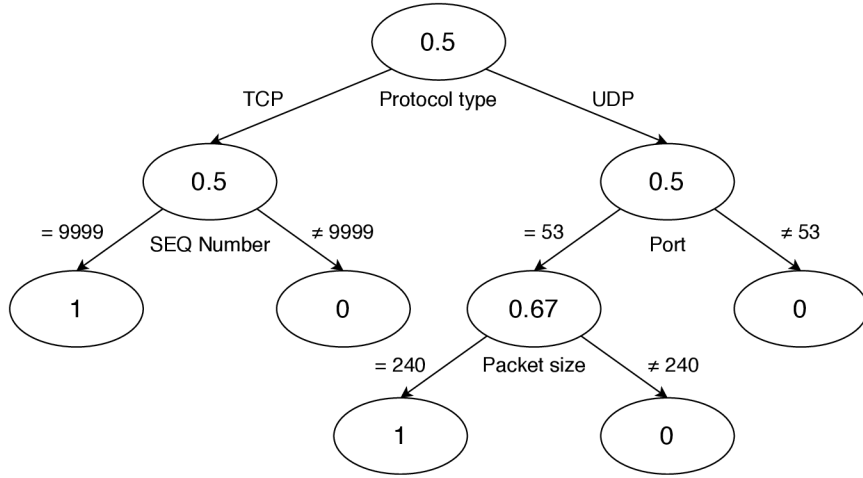 0.5
TCP
Protocol type
UDP
0.5
0.5
= 9999
SEQ Number
≠ 9999
= 53
Port
≠ 53
1
0
0.67
0
= 240
Packet size
≠ 240
1
0